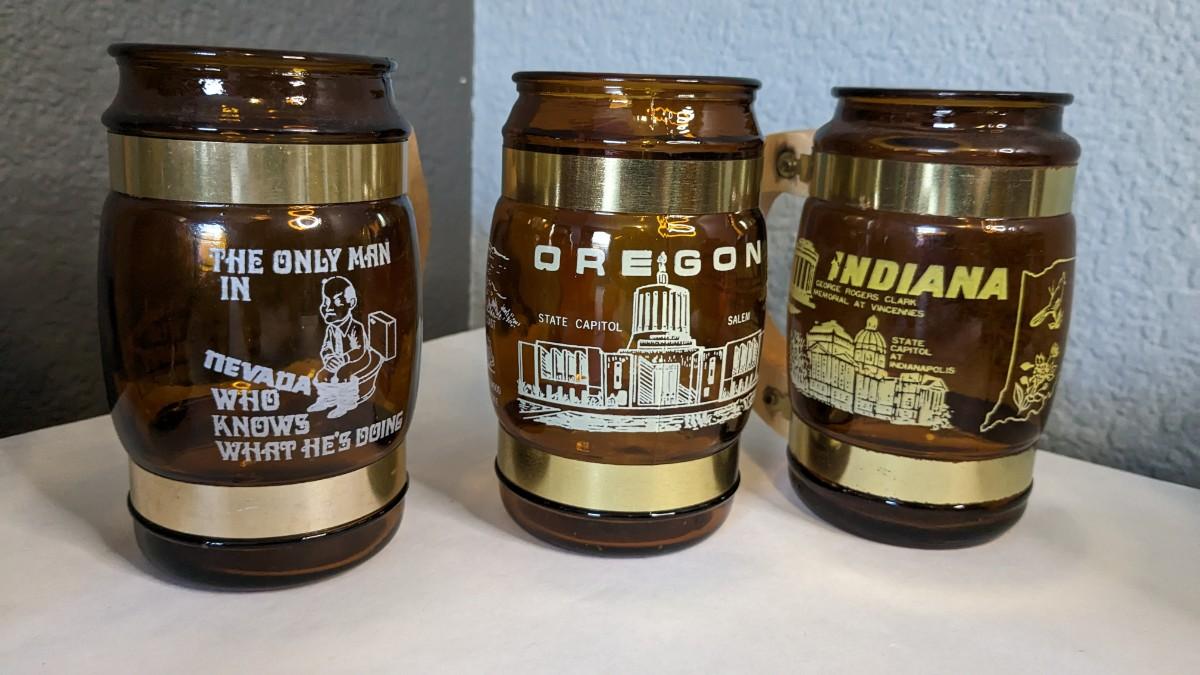 THE ONLY MAN
IN
NEVADA
WHO
KNOWS
WHAT HE'S DOING
OREGON
STATE CAPITOL
SALEM
INDIANA
GEORGE ROGERS CLARK
MEMORIAL AT VINCENNES
STATE
CAPITOL
AT
INDIANAPOLIS